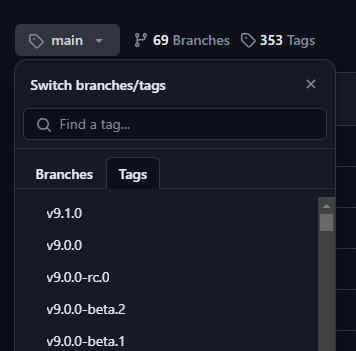 main 69 Branches 353 Tags
Switch branches/tags
Find a tag...
Branches Tags
v9.1.0
v9.0.0
v9.0.0-rc.0
v9.0.0-beta.2
v9.0.0-beta.1